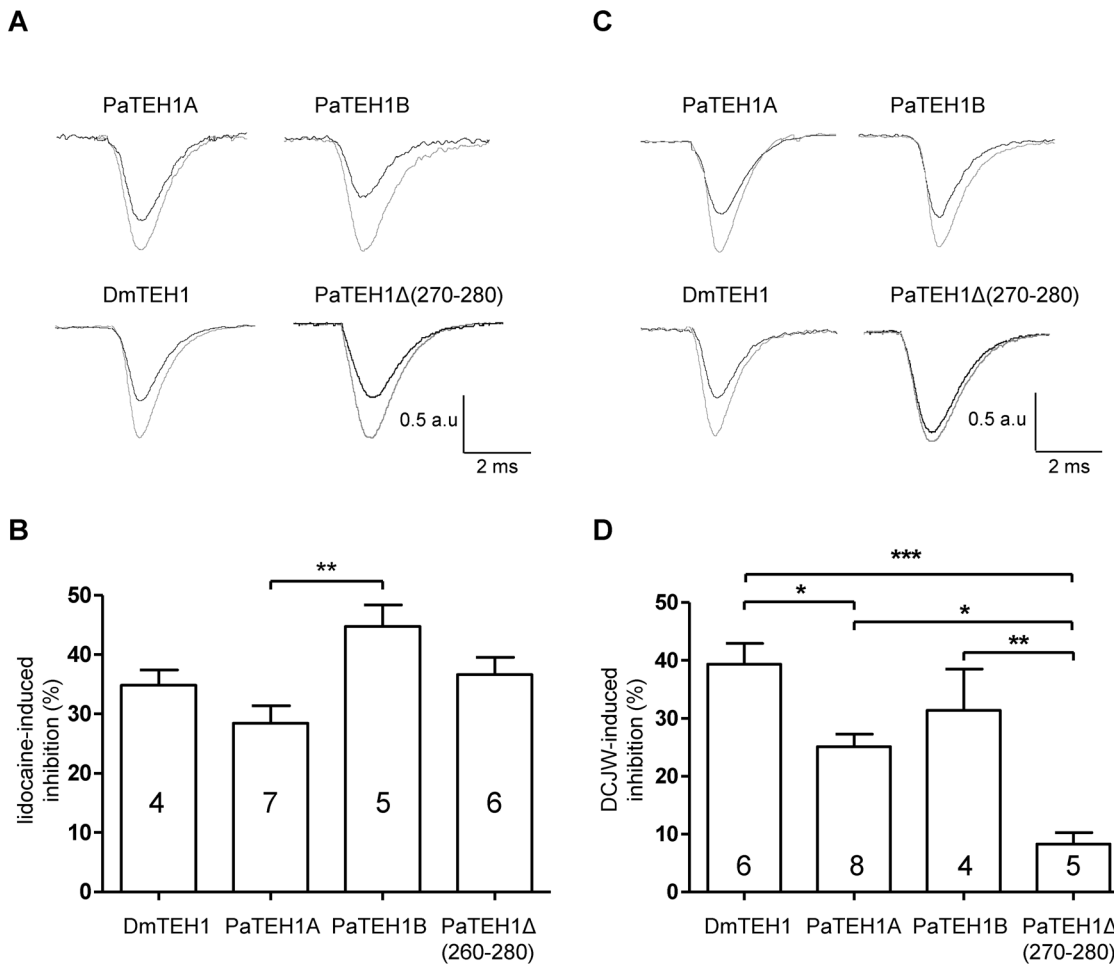 A
PaTEH1A PaTEH1B
DmTEH1 PaTEH1Δ(270-280)
0.5 a.u
2 ms
C
PaTEH1A PaTEH1B
DmTEH1 PaTEH1Δ(270-280)
0.5 a.u
2 ms
B
lidocaine-induced
inhibition (%)
50
40
30
20
10
0
**
4 7 5 6
DmTEH1 PaTEH1A PaTEH1B PaTEH1Δ
(260-280)
D
DCJW-induced
inhibition (%)
50
40
30
20
10
0
***
*
*
**
6 8 4 5
DmTEH1 PaTEH1A PaTEH1B PaTEH1Δ
(270-280)